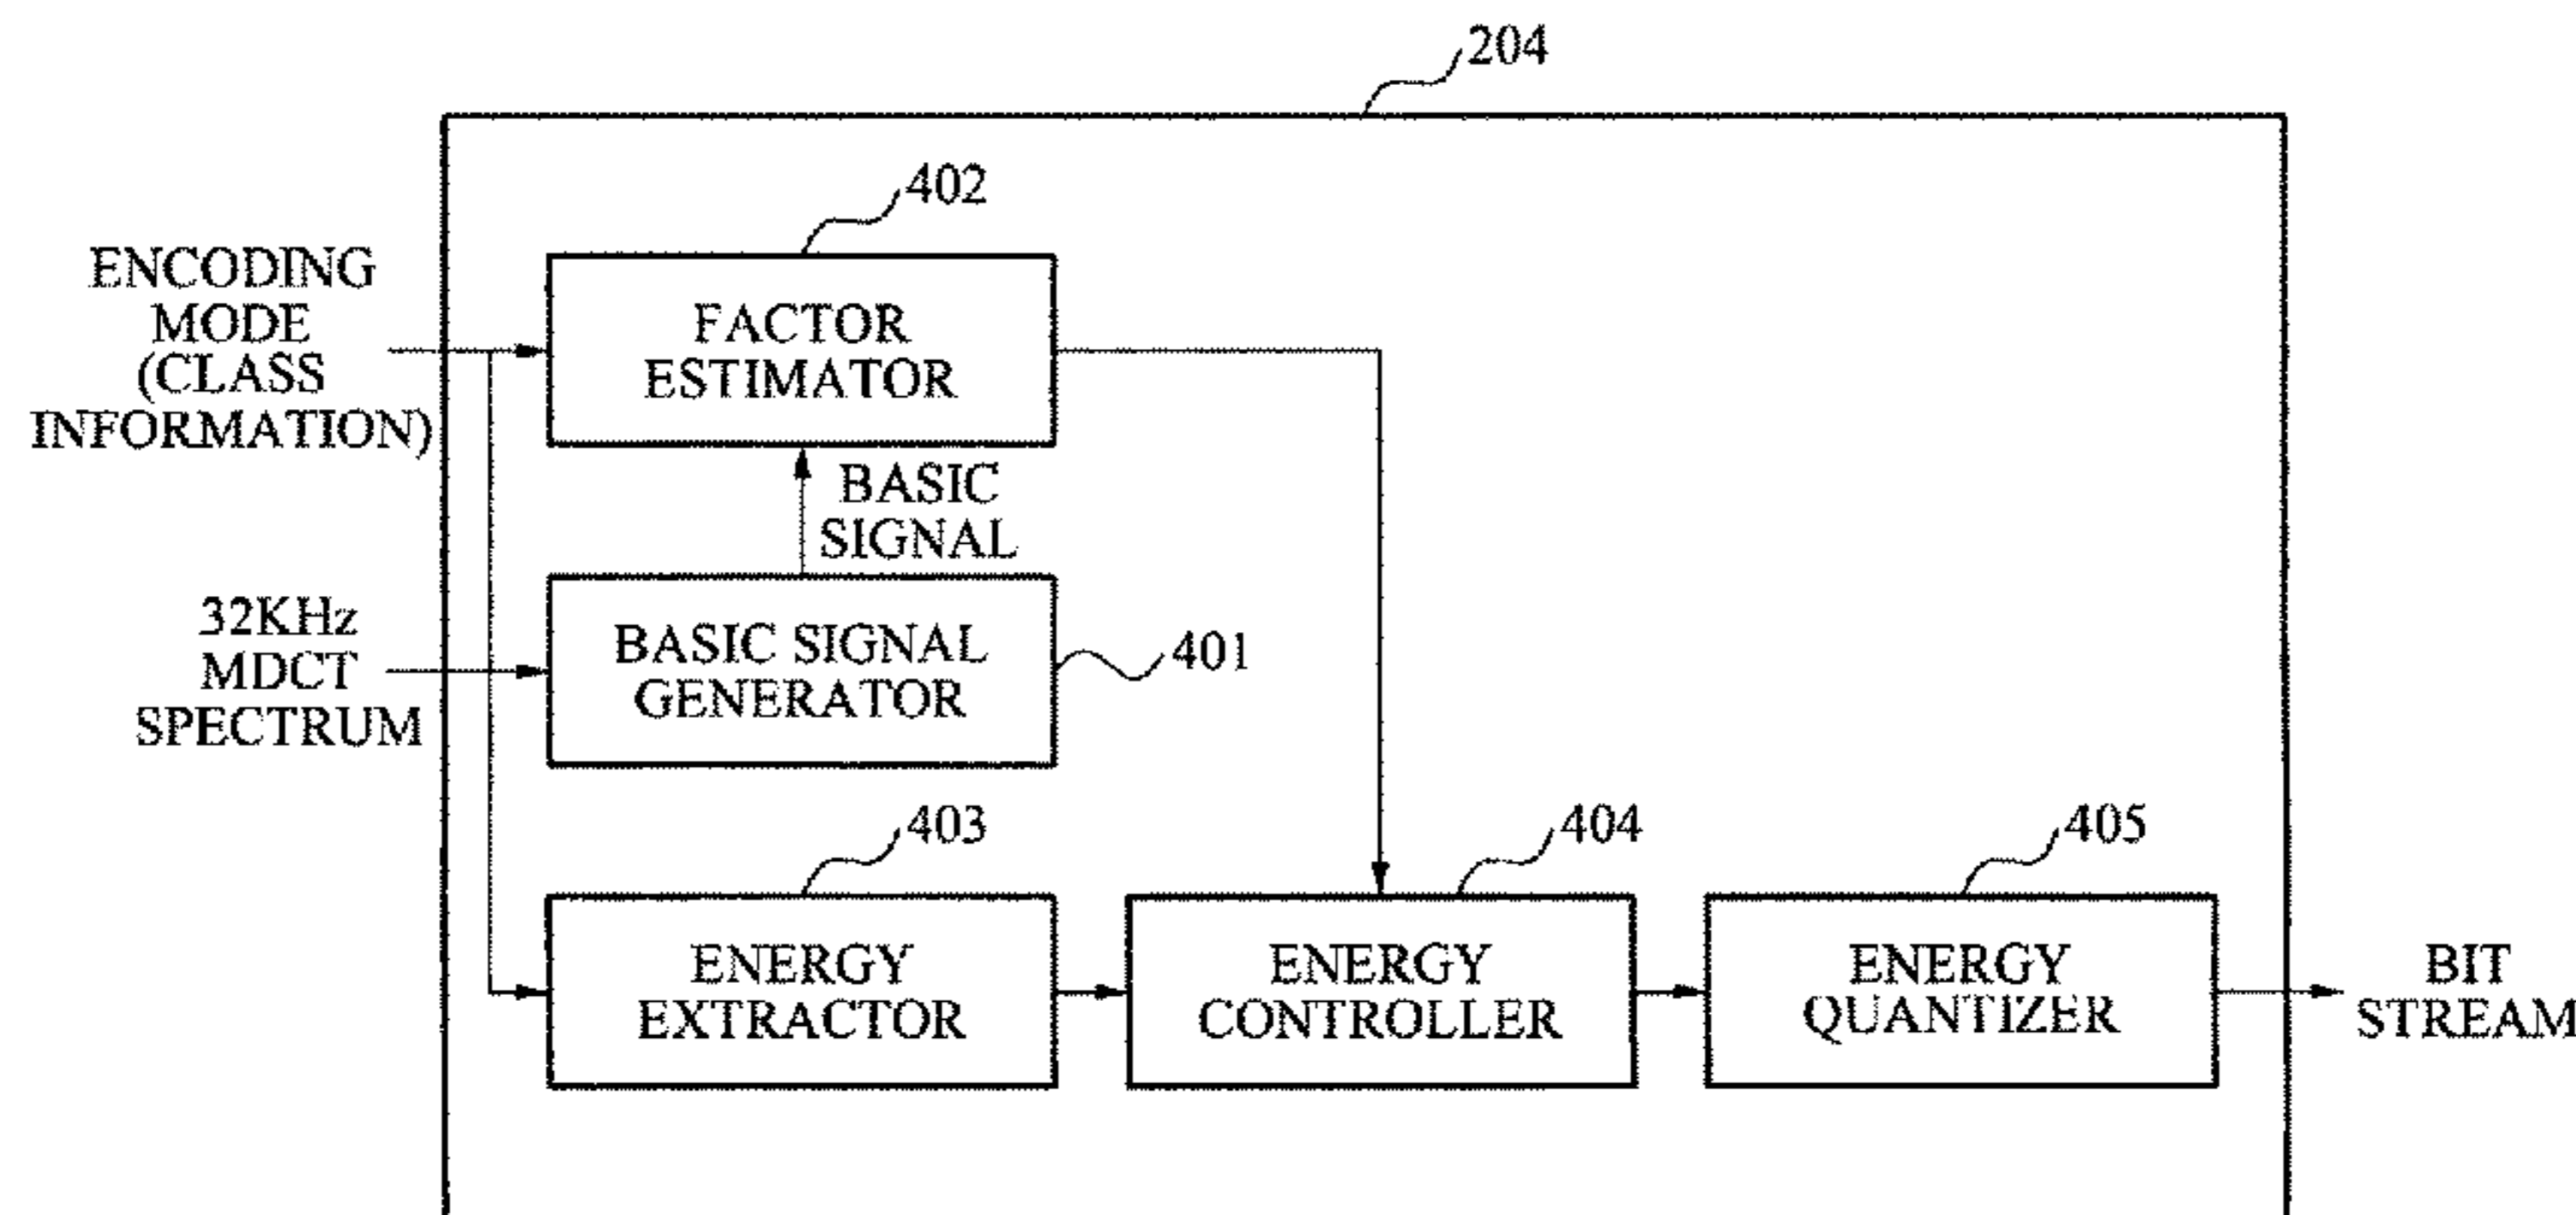 204
402
ENCODING
MODE
(CLASS
INFORMATION)
FACTOR
ESTIMATOR
BASIC
SIGNAL
32KHz
MDCT
SPECTRUM
BASIC SIGNAL
GENERATOR
401
403
404
405
ENERGY
EXTRACTOR
ENERGY
CONTROLLER
ENERGY
QUANTIZER
BIT
STREAM